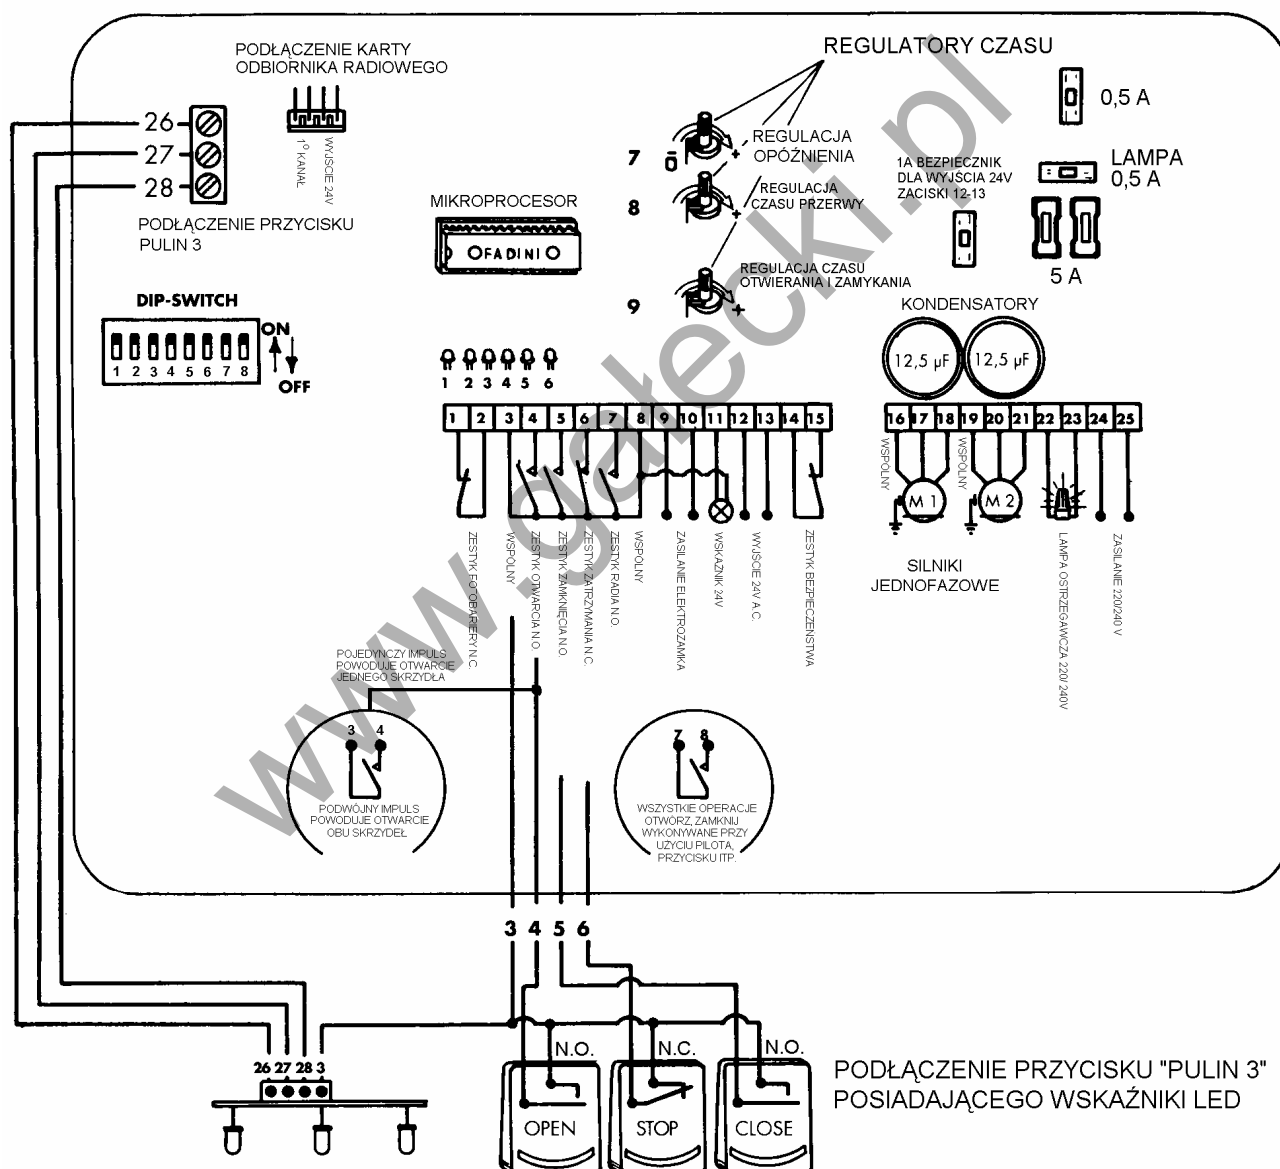 PODŁĄCZENIE KARTY
ODBIORNIKA RADIOWEGO
1° KANAŁ
WYJSCIE 24V
26
27
28
PODŁĄCZENIE PRZYCISKU
PULIN 3
DIP-SWITCH
1 2 3 4 5 6 7 8
ON
OFF
MIKROPROCESOR
FADINI
REGULATORY CZASU
7
REGULACJA
OPÓŹNIENIA
+
8
REGULACJA
CZASU PRZERWY
+
9
REGULACJA CZASU
OTWIERANIA I ZAMYKANIA
+
0,5 A
LAMPA
0,5 A
1A BEZPIECZNIK
DLA WYJŚCIA 24V
ZACISKI 12-13
5 A
KONDENSATORY
12,5 µF
12,5 µF
1 2 3 4 5 6
1 2 3 4 5 6 7 8 9 10 11 12 13 14 15
16 17 18 19 20 21 22 23 24 25
WSPÓLNY
WSPÓLNY
M 1
M 2
SILNIKI
JEDNOFAZOWE
ZESTYK FOTOBARIERY N.C.
WSPÓLNY
ZESTYK OTWARCIA N.O.
ZESTYK ZAMKNIĘCIA N.O.
ZESTYK ZATRZYMANIA N.C.
ZESTYK RADIA N.O.
WSPÓLNY
ZASILANIE ELEKTROZAMKA
WSKAZNIK 24V
WYJSCIE 24V A.C.
ZESTYK BEZPIECZENSTWA
LAMPA OSTRZEGAWCZA 220/ 240V
ZASILANIE 220/240 V
POJEDYNCZY IMPULS
POWODUJE OTWARCIE
JEDNEGO SKRZYDŁA
3 4
PODWÓJNY IMPULS
POWODUJE OTWARCIE
OBU SKRZYDEŁ
7 8
WSZYSTKIE OPERACJE
OTWÓRZ, ZAMKNIJ
WYKONYWANE PRZY
UŻYCIU PILOTA,
PRZYCISKU ITP.
3 4 5 6
26 27 28 3
N.O.
OPEN
N.C.
STOP
N.O.
CLOSE
PODŁĄCZENIE PRZYCISKU "PULIN 3"
POSIADAJĄCEGO WSKAŹNIKI LED
www.gałecki.pl